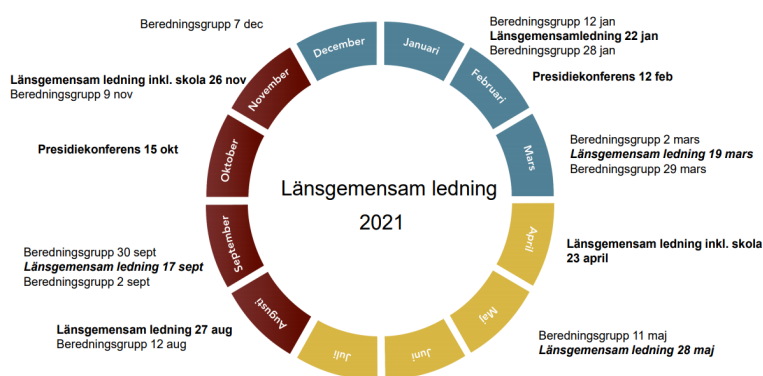 Beredningsgrupp 7 dec
Beredningsgrupp 12 jan
Länsgemensamledning 22 jan
Beredningsgrupp 28 jan
Presidiekonferens 12 feb
Beredningsgrupp 2 mars
Länsgemensam ledning 19 mars
Beredningsgrupp 29 mars
Länsgemensam ledning inkl. skola
23 april
Beredningsgrupp 11 maj
Länsgemensam ledning 28 maj
Länsgemensam ledning 27 aug
Beredningsgrupp 12 aug
Beredningsgrupp 30 sept
Länsgemensam ledning 17 sept
Beredningsgrupp 2 sept
Presidiekonferens 15 okt
Länsgemensam ledning inkl. skola 26 nov
Beredningsgrupp 9 nov
Januari
Februari
Mars
April
Maj
Juni
Juli
Augusti
September
Oktober
November
December
Länsgemensam ledning
2021